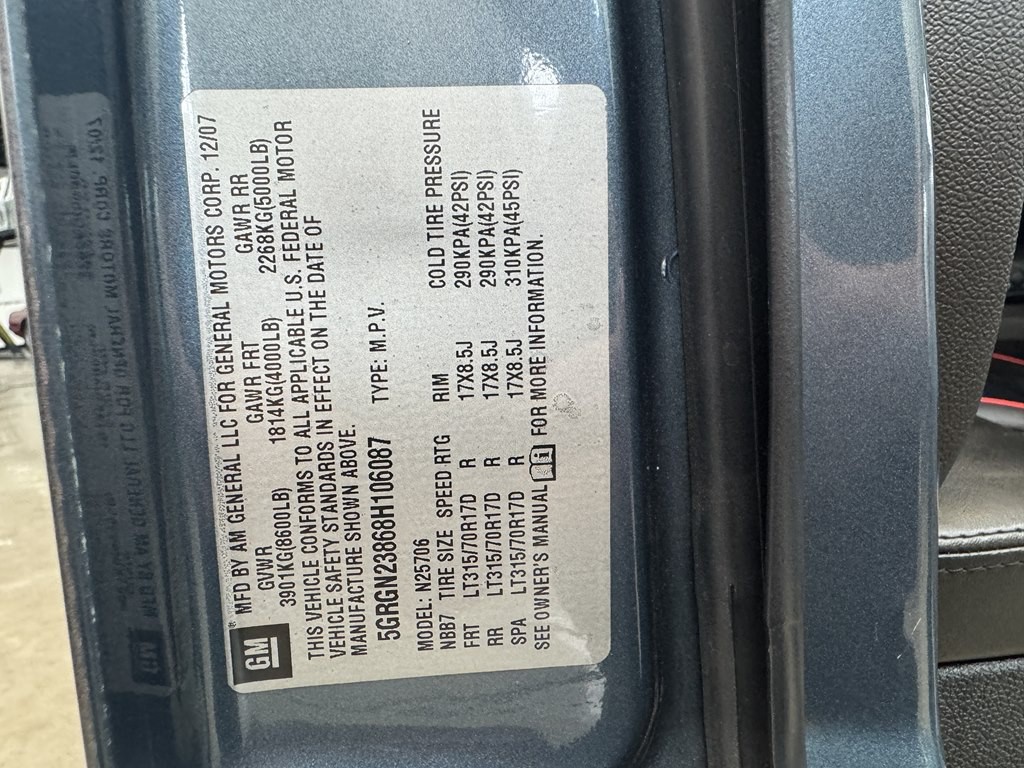 GM
MFD BY AM GENERAL LLC FOR GENERAL MOTORS CORP. 12/07
GVWR GAWR FRT GAWR RR
3901KG(8600LB) 1814KG(4000LB) 2268KG(5000LB)
THIS VEHICLE CONFORMS TO ALL APPLICABLE U.S. FEDERAL MOTOR
VEHICLE SAFETY STANDARDS IN EFFECT ON THE DATE OF
MANUFACTURE SHOWN ABOVE.
5GRGN23868H106087 TYPE: M.P.V.
MODEL: N25706
NBB7 TIRE SIZE SPEED RTG RIM COLD TIRE PRESSURE
FRT LT315/70R17D R 17X8.5J 290KPA(42PSI)
RR LT315/70R17D R 17X8.5J 290KPA(42PSI)
SPA LT315/70R17D R 17X8.5J 310KPA(45PSI)
SEE OWNER'S MANUAL FOR MORE INFORMATION.